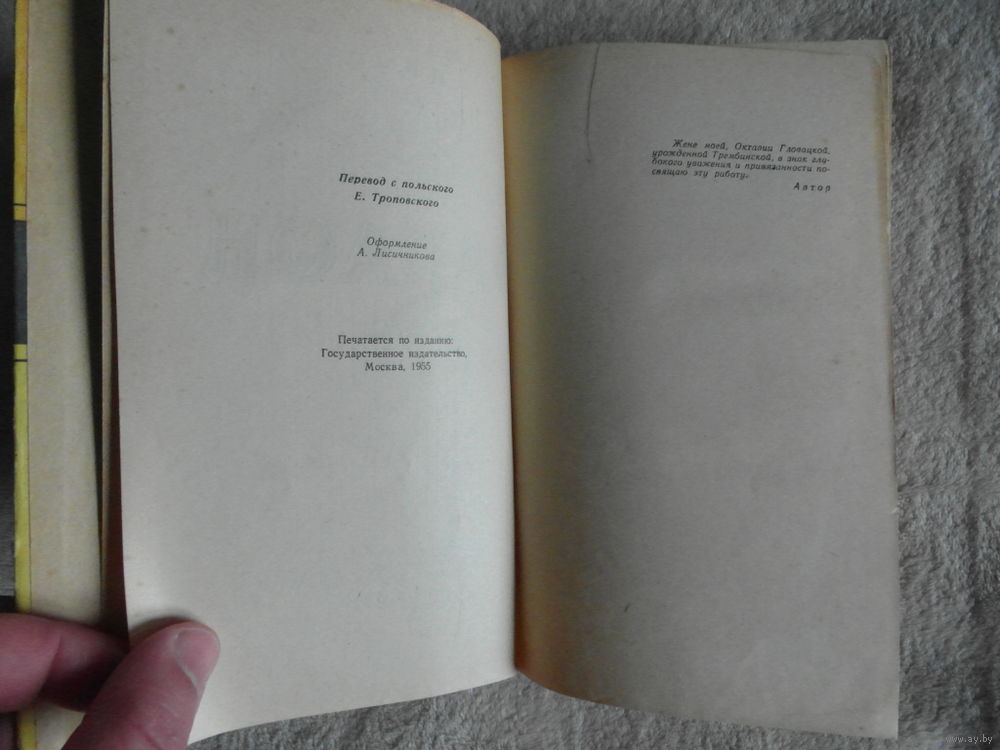 Перевод с польского
Е. Троповского
Оформление
А. Лисичникова
Печатается по изданию:
Государственное издательство,
Москва, 1955
Жене моей, Октавии Гловацкой,
урожденной Трембинской, в знак глу-
бокого уважения и привязанности по-
свящаю эту работу.
Автор
www.ay.by